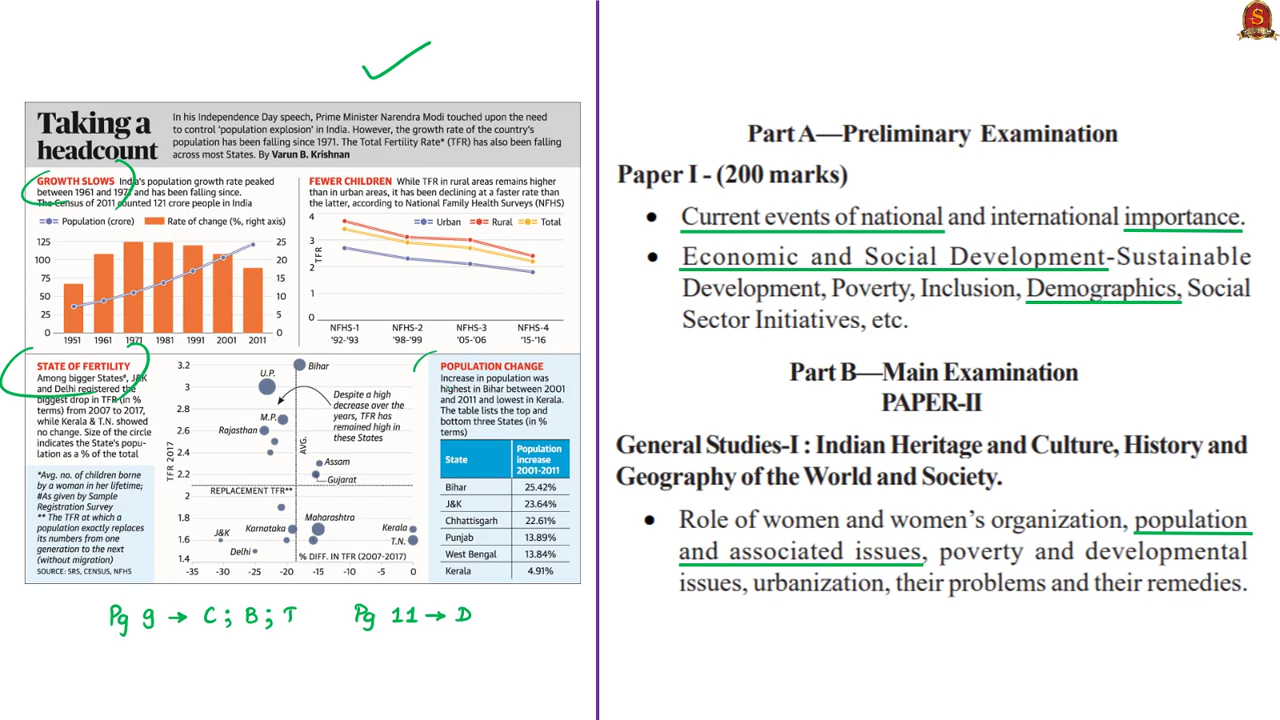 Taking a
headcount
In his Independence Day speech, Prime Minister Narendra Modi touched upon the need
to control ‘population explosion’ in India. However, the growth rate of the country’s
population has been falling since 1971. The Total Fertility Rate* (TFR) has also been falling
across most States. By Varun B. Krishnan
GROWTH SLOWS India’s population growth rate peaked
between 1961 and 1971 and has been falling since.
The Census of 2011 counted 121 crore people in India
Population (crore) Rate of change (%, right axis)
125 25
100 20
75 15
50 10
25 5
0 0
1951 1961 1971 1981 1991 2001 2011
FEWER CHILDREN While TFR in rural areas remains higher
than in urban areas, it has been declining at a faster rate than
the latter, according to National Family Health Surveys (NFHS)
Urban Rural Total
4
3
2
1
0
TFR
NFHS-1 NFHS-2 NFHS-3 NFHS-4
'92-'93 '98-'99 '05-'06 '15-'16
STATE OF FERTILITY
Among bigger States#, J&K
and Delhi registered the
biggest drop in TFR (in %
terms) from 2007 to 2017,
while Kerala & T.N. showed
no change. Size of the circle
indicates the State’s popu-
lation as a % of the total
*Avg. no. of children borne
by a woman in her lifetime;
#As given by Sample
Registration Survey
** The TFR at which a
population exactly replaces
its numbers from one
generation to the next
(without migration)
SOURCE: SRS, CENSUS, NFHS
3.2
3
2.8
2.6
2.4
2.2
2
1.8
1.6
1.4
TFR 2017
Bihar
U.P.
Despite a high
decrease over the
years, TFR has
remained high in
these States
M.P.
Rajasthan
AVG.
Assam
Gujarat
REPLACEMENT TFR**
Maharashtra
J&K Karnataka Kerala
T.N.
Delhi
% DIFF. IN TFR (2007-2017)
-35 -30 -25 -20 -15 -10 -5 0
POPULATION CHANGE
Increase in population was
highest in Bihar between 2001
and 2011 and lowest in Kerala.
The table lists the top and
bottom three States (in %
terms)
State Population
increase
2001-2011
Bihar 25.42%
J&K 23.64%
Chhattisgarh 22.61%
Punjab 13.89%
West Bengal 13.84%
Kerala 4.91%
Pg 9 → C; B; T Pg 11 → D
Part A—Preliminary Examination
Paper I - (200 marks)
● Current events of national and international importance.
● Economic and Social Development-Sustainable
Development, Poverty, Inclusion, Demographics, Social
Sector Initiatives, etc.
Part B—Main Examination
PAPER-II
General Studies-I : Indian Heritage and Culture, History and
Geography of the World and Society.
● Role of women and women’s organization, population
and associated issues, poverty and developmental
issues, urbanization, their problems and their remedies.